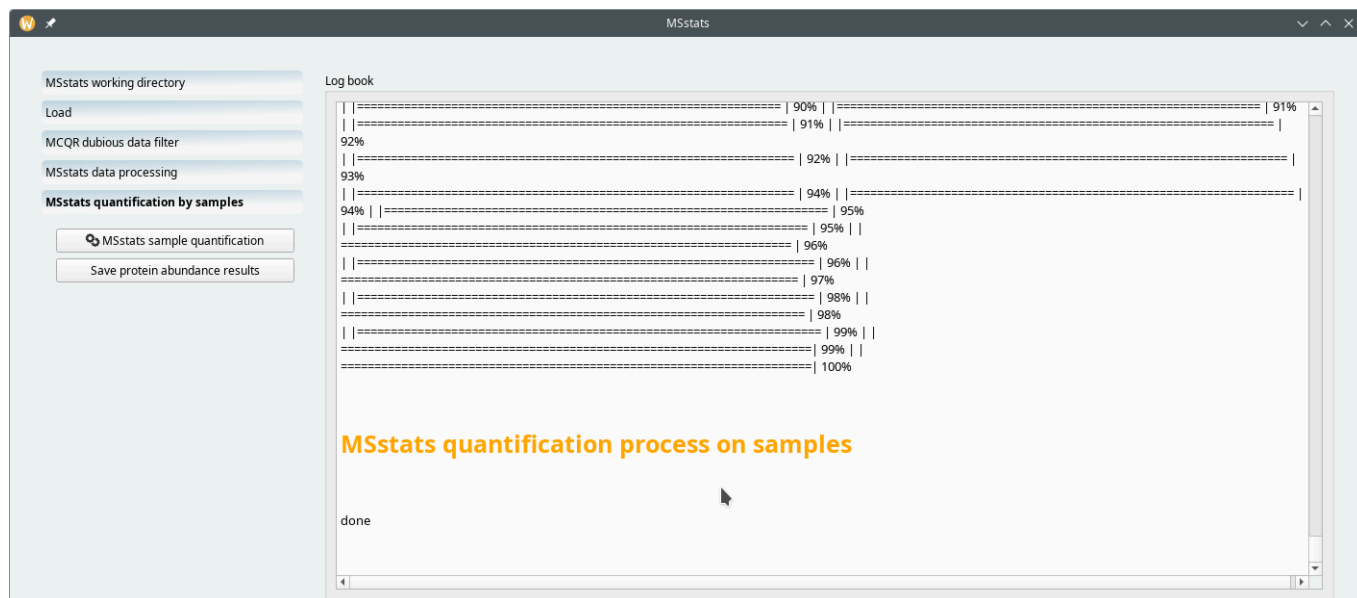 MSstats
MSstats working directory
Load
MCQR dubious data filter
MSstats data processing
MSstats quantification by samples
MSstats sample quantification
Save protein abundance results
Log book
| |=============================================================== | 90% | |=============================================================== | 91%
| |================================================================ | 91% | |================================================================ |
92%
| |================================================================= | 92% | |================================================================= |
93%
| |================================================================= | 94% | |================================================================== |
94% | |================================================================== | 95%
| |=================================================================== | 95% | |
=================================================================== | 96%
| |==================================================================== | 96% | |
==================================================================== | 97%
| |==================================================================== | 98% | |
===================================================================== | 98%
| |===================================================================== | 99% | |
======================================================================| 99% | |
======================================================================| 100%
MSstats quantification process on samples
done